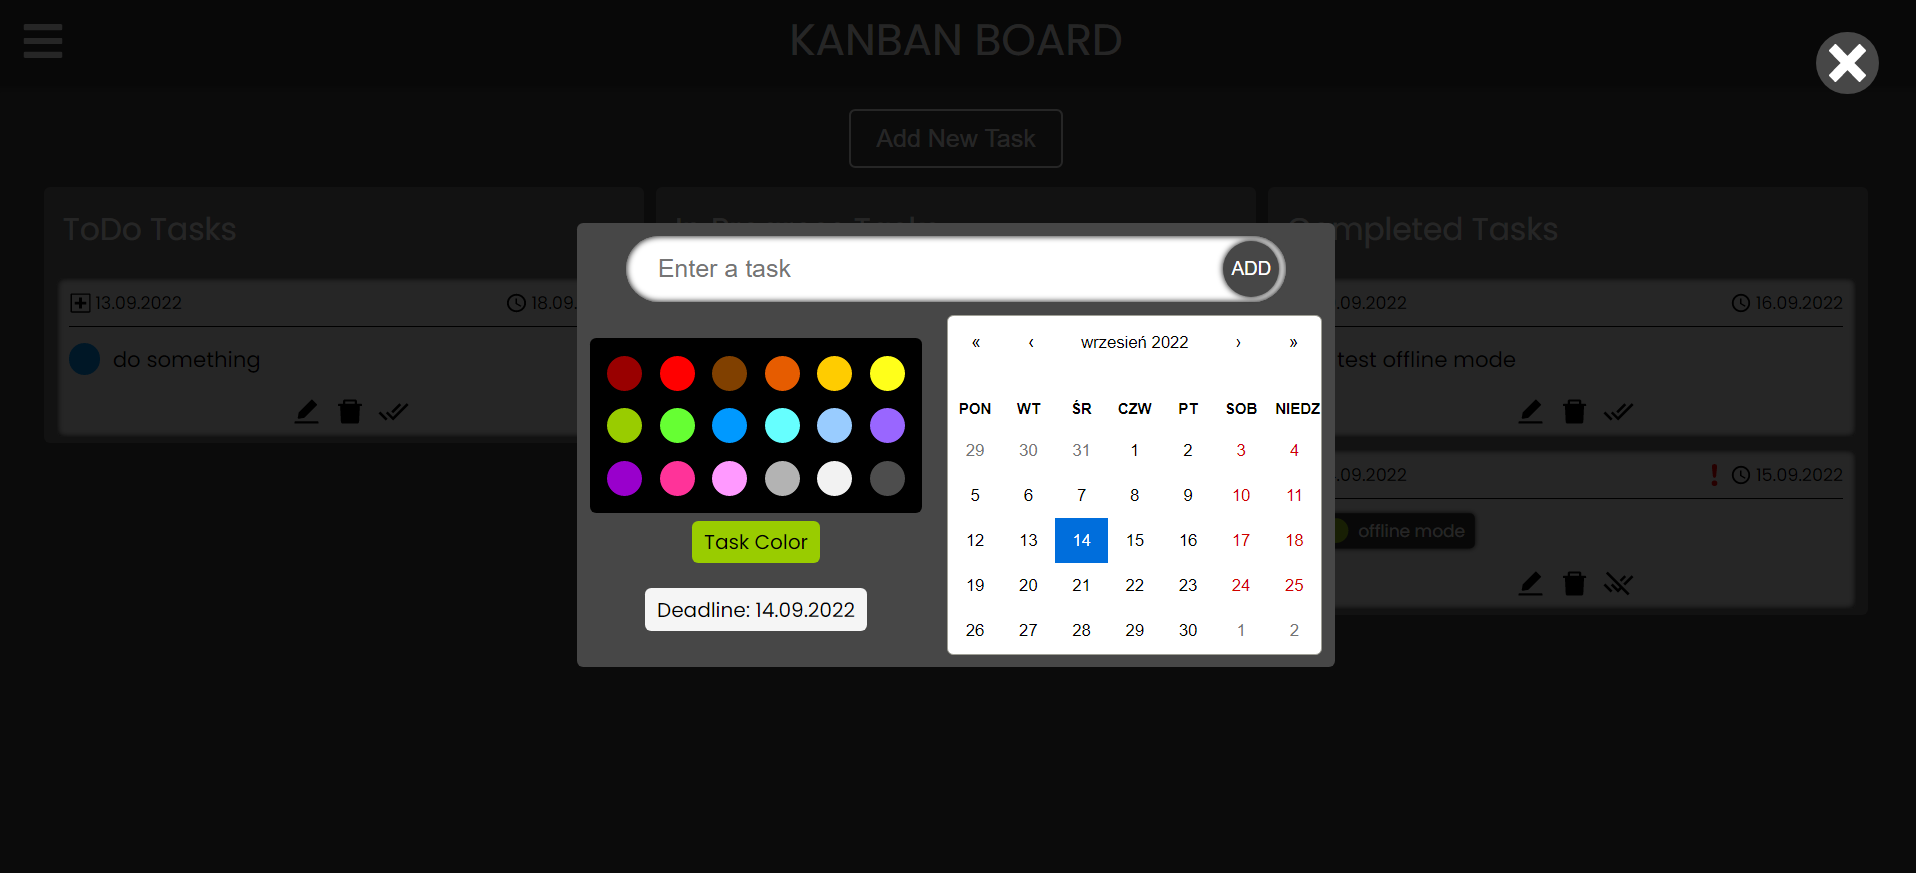 KANBAN BOARD
Add New Task
ToDo Tasks
Completed Tasks
13.09.2022
18.09.
do something
Enter a task
ADD
Task Color
Deadline: 14.09.2022
« ‹ wrzesień 2022 › »
PON WT ŚR CZW PT SOB NIEDZ
29 30 31 1 2 3 4
5 6 7 8 9 10 11
12 13 14 15 16 17 18
19 20 21 22 23 24 25
26 27 28 29 30 1 2
.09.2022
16.09.2022
test offline mode
.09.2022
15.09.2022
offline mode